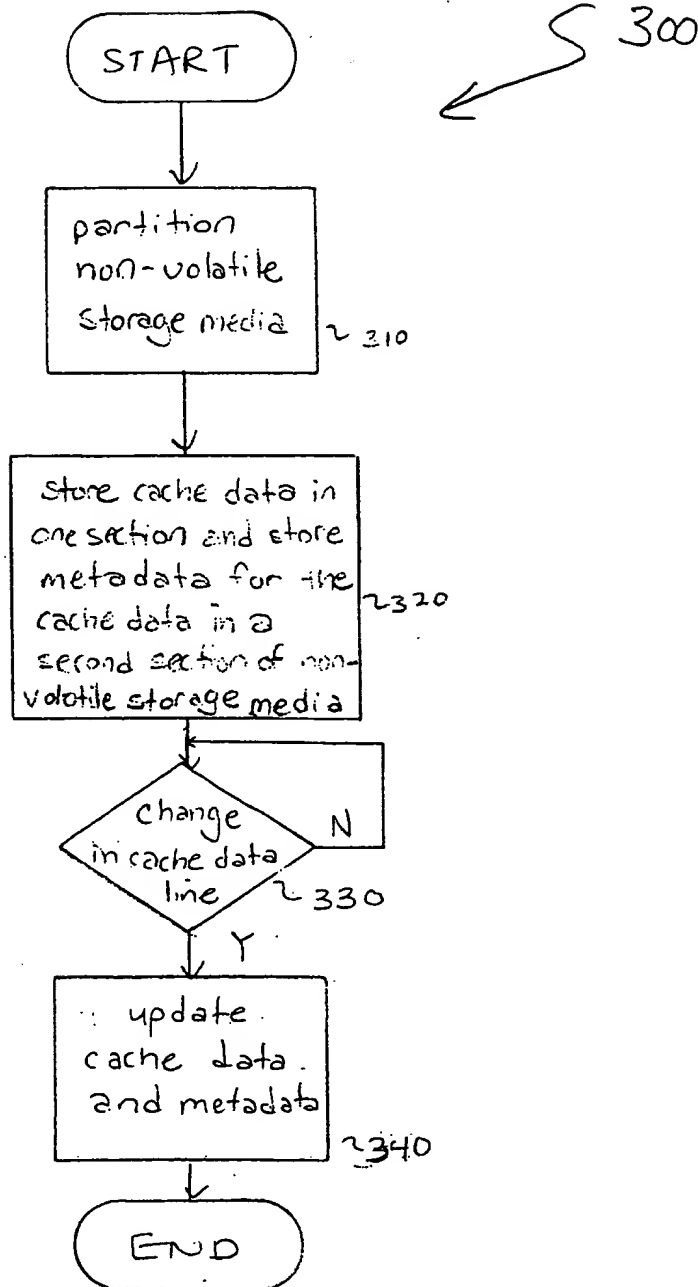 300
START
partition
non-volatile
storage media
~ 310
store cache data in
one section and store
metadata for the
cache data in a
second section of non-
volatile storage media
~320
change
in cache data
line
N
~ 330
Y
update
cache data
and metadata
~340
END